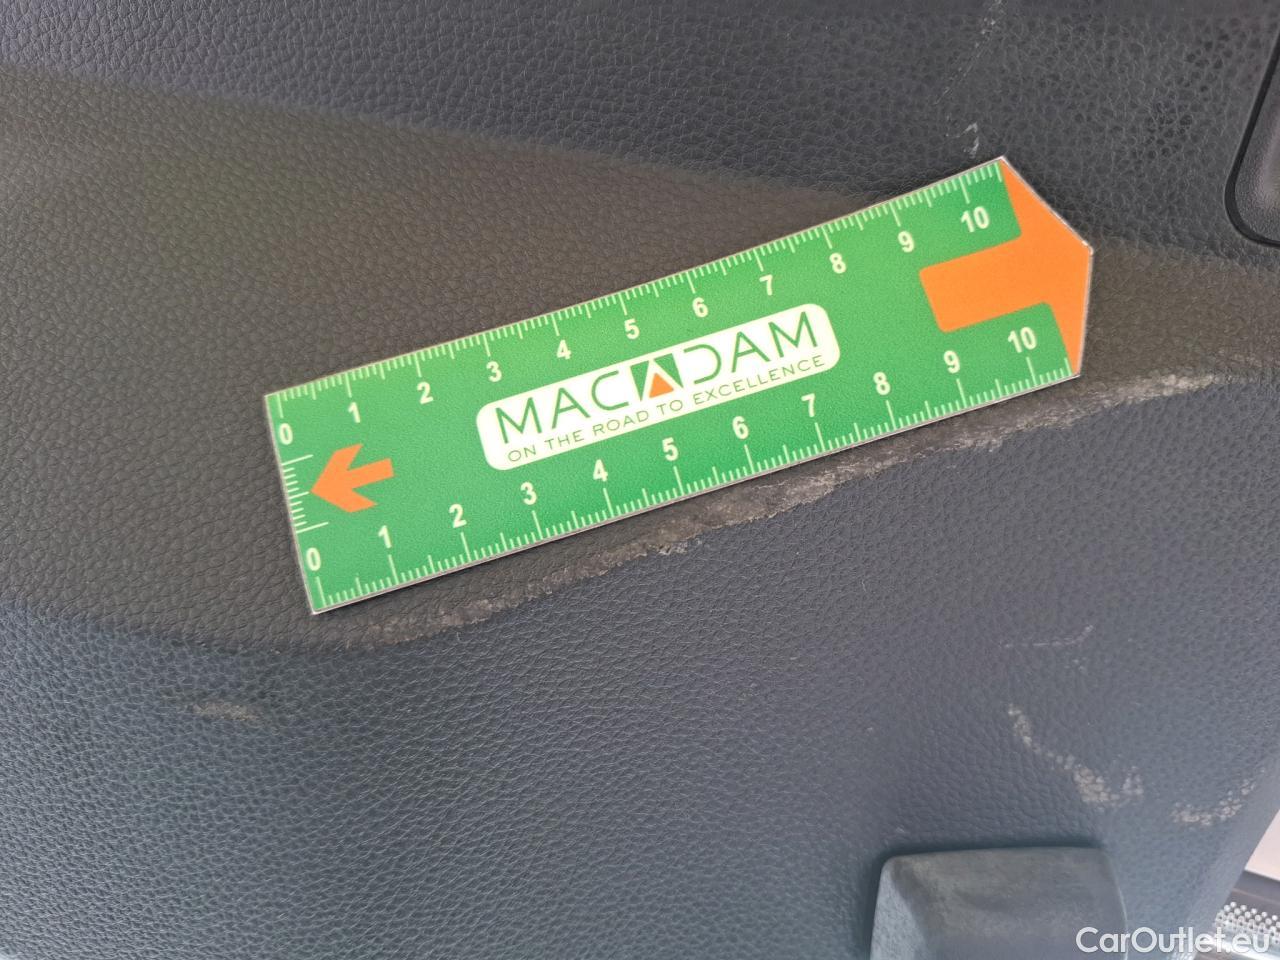 0 1 2 3 4 5 6 7 8 9 10
MACADAM
ON THE ROAD TO EXCELLENCE
0 1 2 3 4 5 6 7 8 9 10
CarOutlet.eu